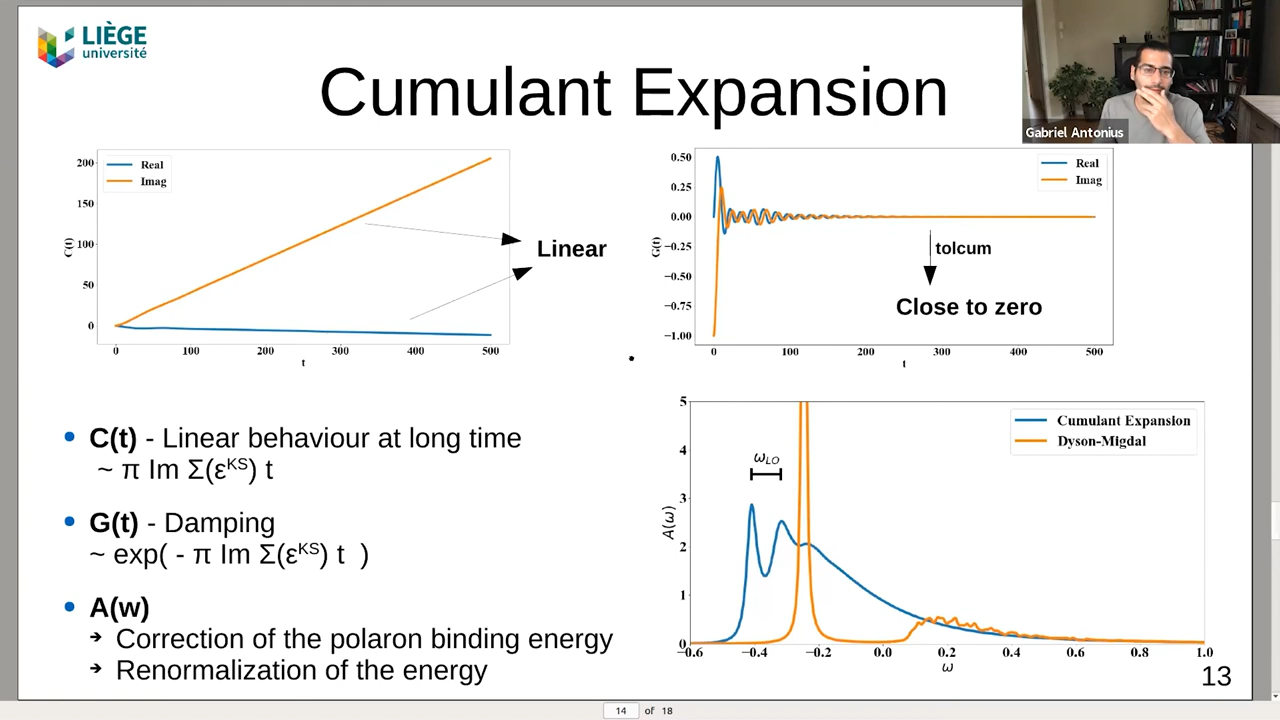 LIÈGE
université
Cumulant Expansion
Gabriel Antonius
200
150
100
50
0
C(t)
Real
Imag
0 100 200 300 400 500
t
Linear
0.50
0.25
0.00
−0.25
−0.50
−0.75
−1.00
G(t)
Real
Imag
tolcum
Close to zero
0 100 200 300 400 500
t
C(t) - Linear behaviour at long time
~ π Im Σ(ε^KS) t
G(t) - Damping
~ exp( - π Im Σ(ε^KS) t )
A(w)
Correction of the polaron binding energy
Renormalization of the energy
5
4
3
2
1
0
A(ω)
ω_LO
Cumulant Expansion
Dyson-Migdal
−0.6 −0.4 −0.2 0.0 0.2 0.4 0.6 0.8 1.0
ω
13
14 of 18